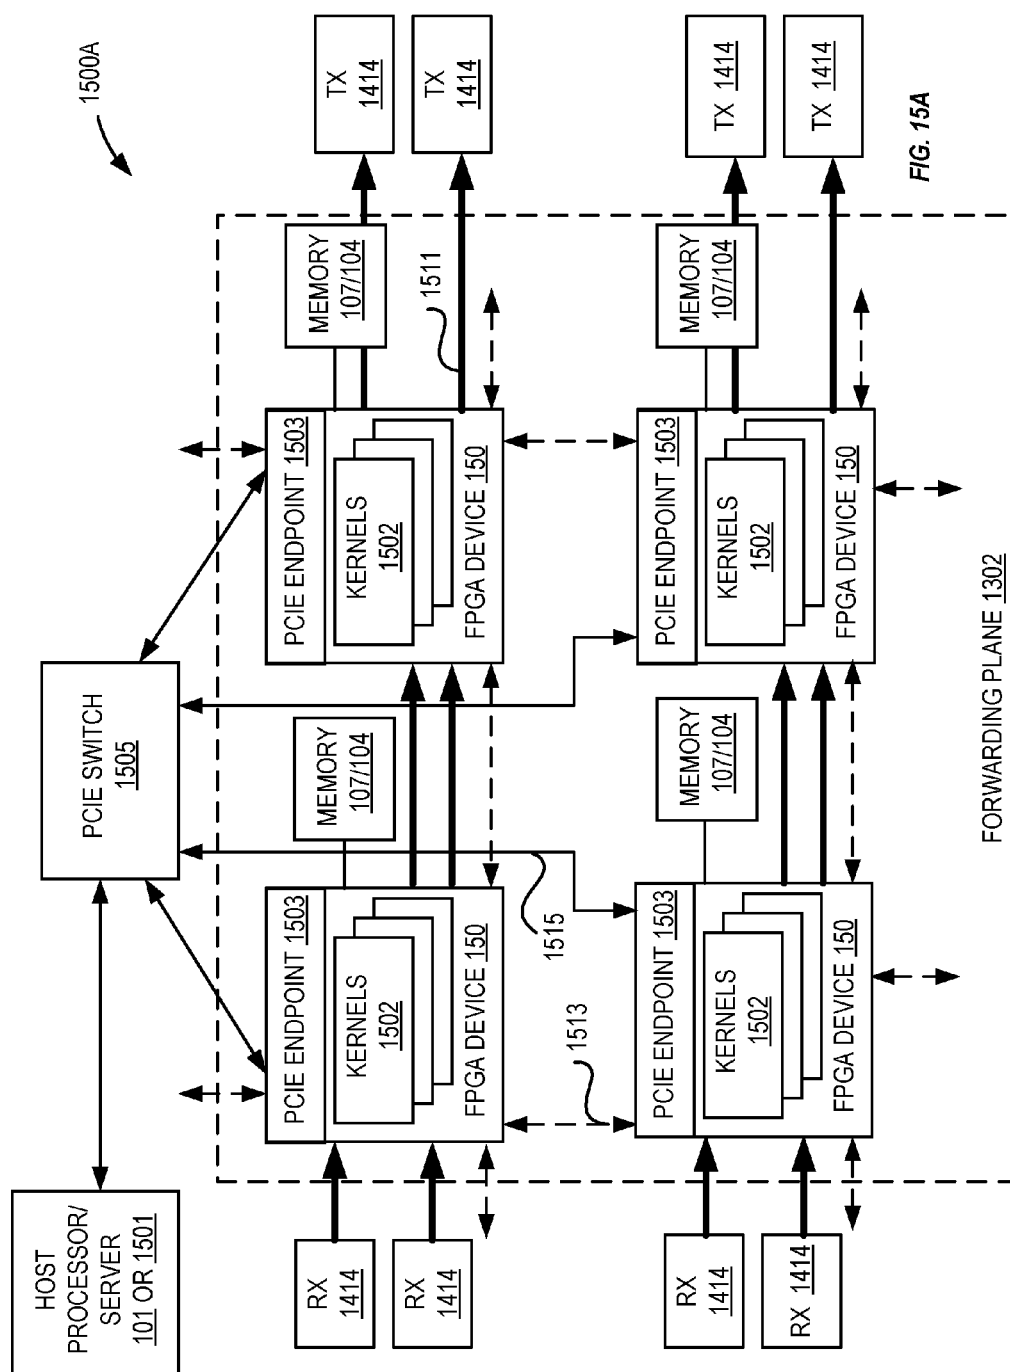 1500A
HOST
PROCESSOR/
SERVER
101 OR 1501
PCIE SWITCH
1505
RX
1414
RX
1414
PCIE ENDPOINT 1503
KERNELS
1502
FPGA DEVICE 150
MEMORY
107/104
PCIE ENDPOINT 1503
KERNELS
1502
FPGA DEVICE 150
MEMORY
107/104
1511
TX
1414
TX
1414
1513
1515
RX
1414
RX 1414
PCIE ENDPOINT 1503
KERNELS
1502
FPGA DEVICE 150
MEMORY
107/104
PCIE ENDPOINT 1503
KERNELS
1502
FPGA DEVICE 150
MEMORY
107/104
TX 1414
TX 1414
FORWARDING PLANE 1302
FIG. 15A